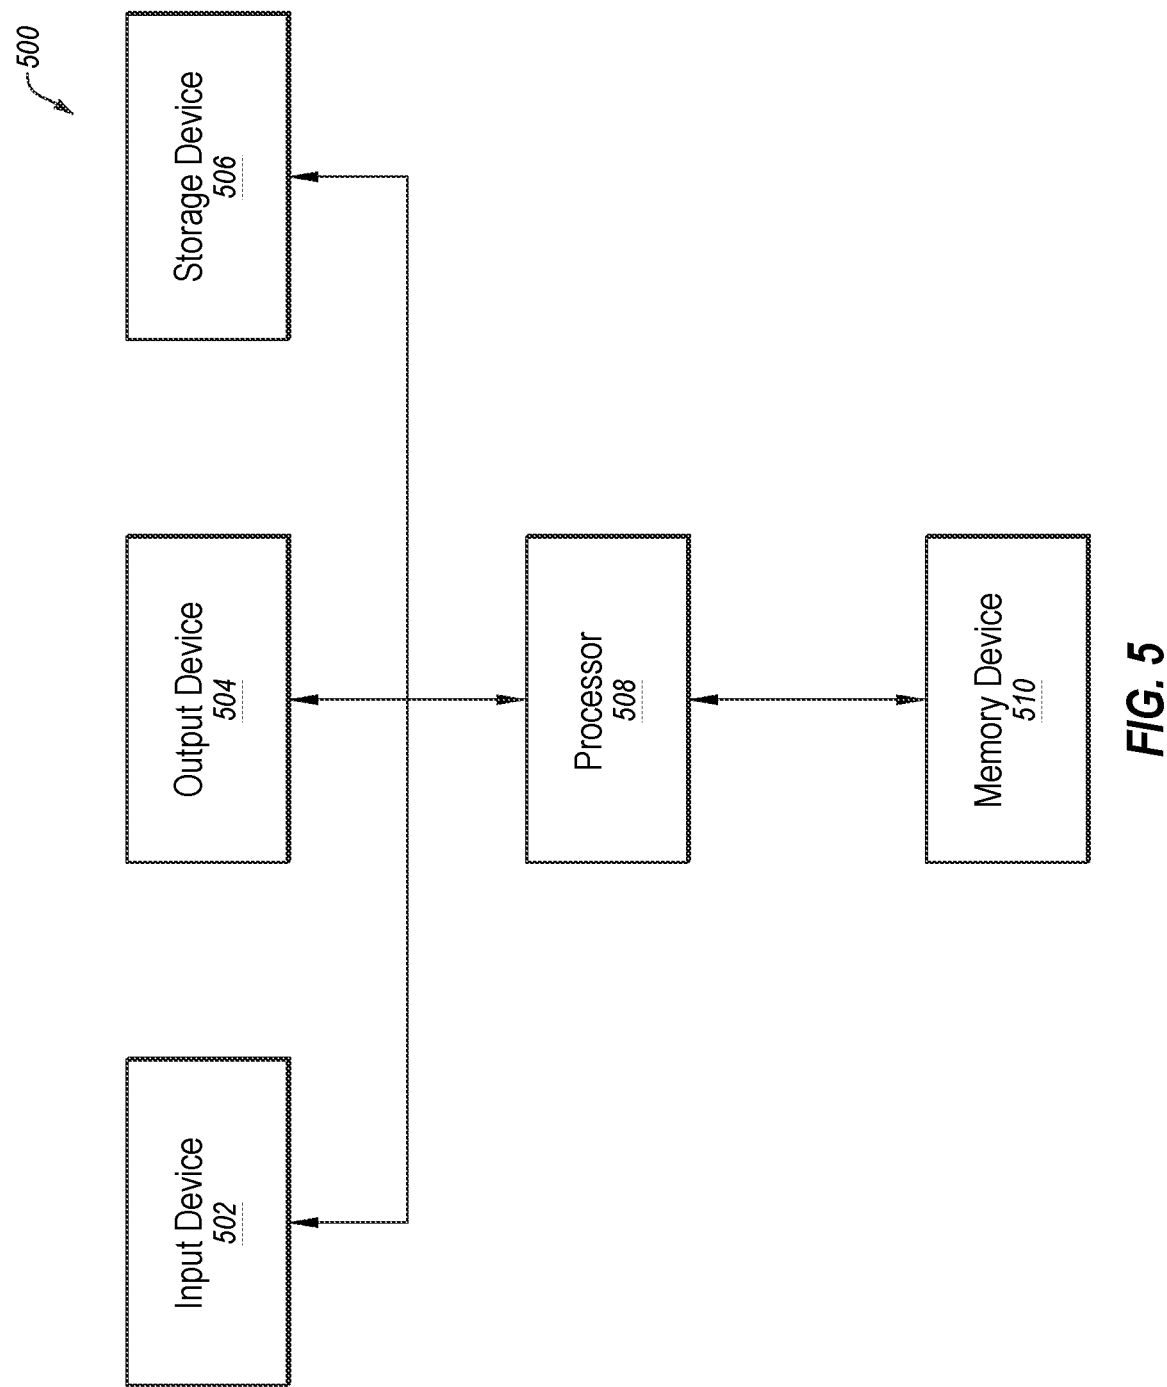 500
Input Device
502
Output Device
504
Storage Device
506
Processor
508
Memory Device
510
FIG. 5